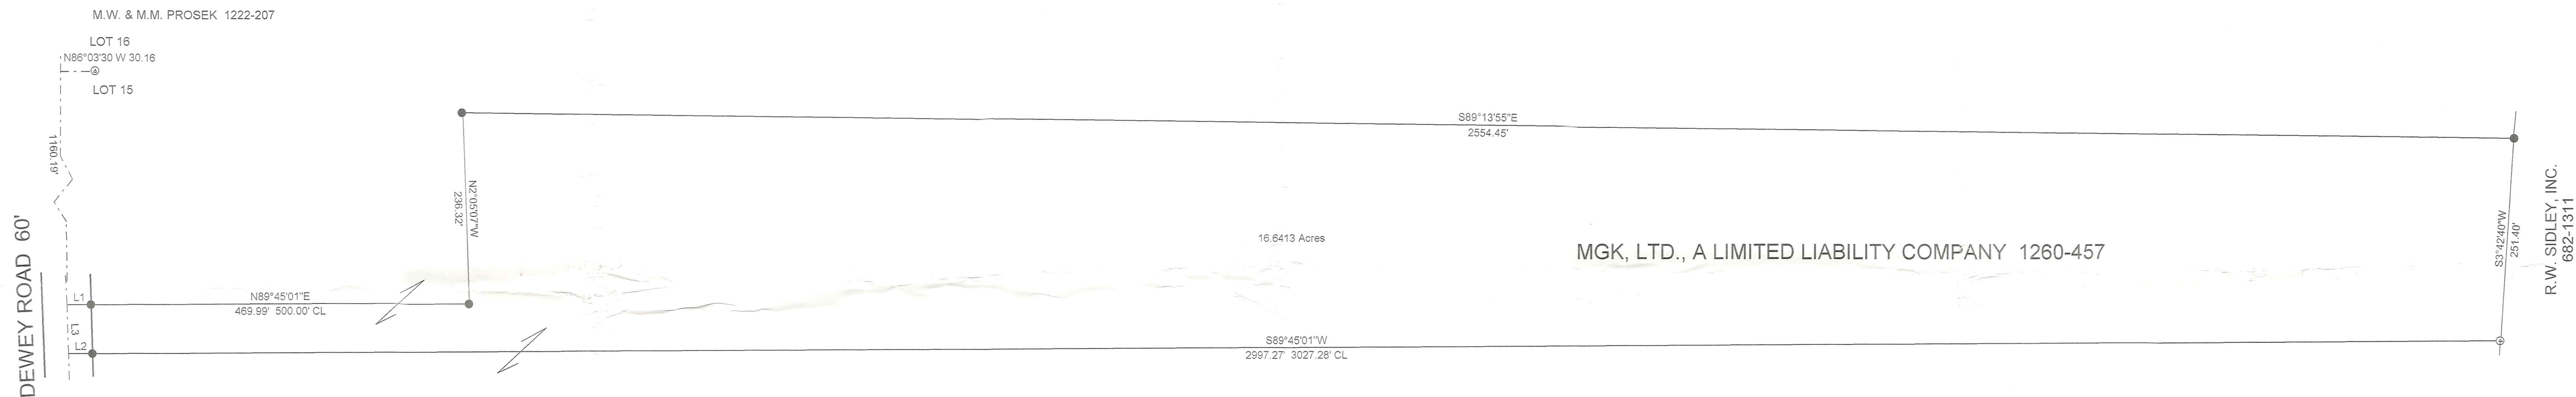 M.W. & M.M. PROSEK 1222-207
LOT 16
N86°03'30 W 30.16
LOT 15
1160.19'
S89°13'55"E
2554.45'
N2°05'07"W
236.32'
16.6413 Acres
MGK, LTD., A LIMITED LIABILITY COMPANY 1260-457
S3°42'40"W
251.40'
R.W. SIDLEY, INC.
682-1311
DEWEY ROAD 60'
L1
N89°45'01"E
469.99' 500.00' CL
L3
L2
S89°45'01"W
2997.27' 3027.28' CL